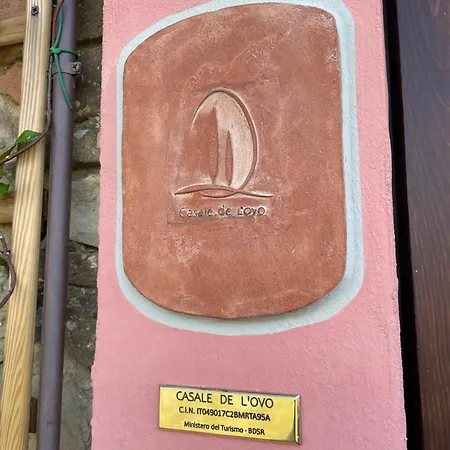 Casale de L'Ovo
CASALE DE L'OVO
C.I.N. IT049017C2BMRTA95A
Ministero del Turismo - BDSR